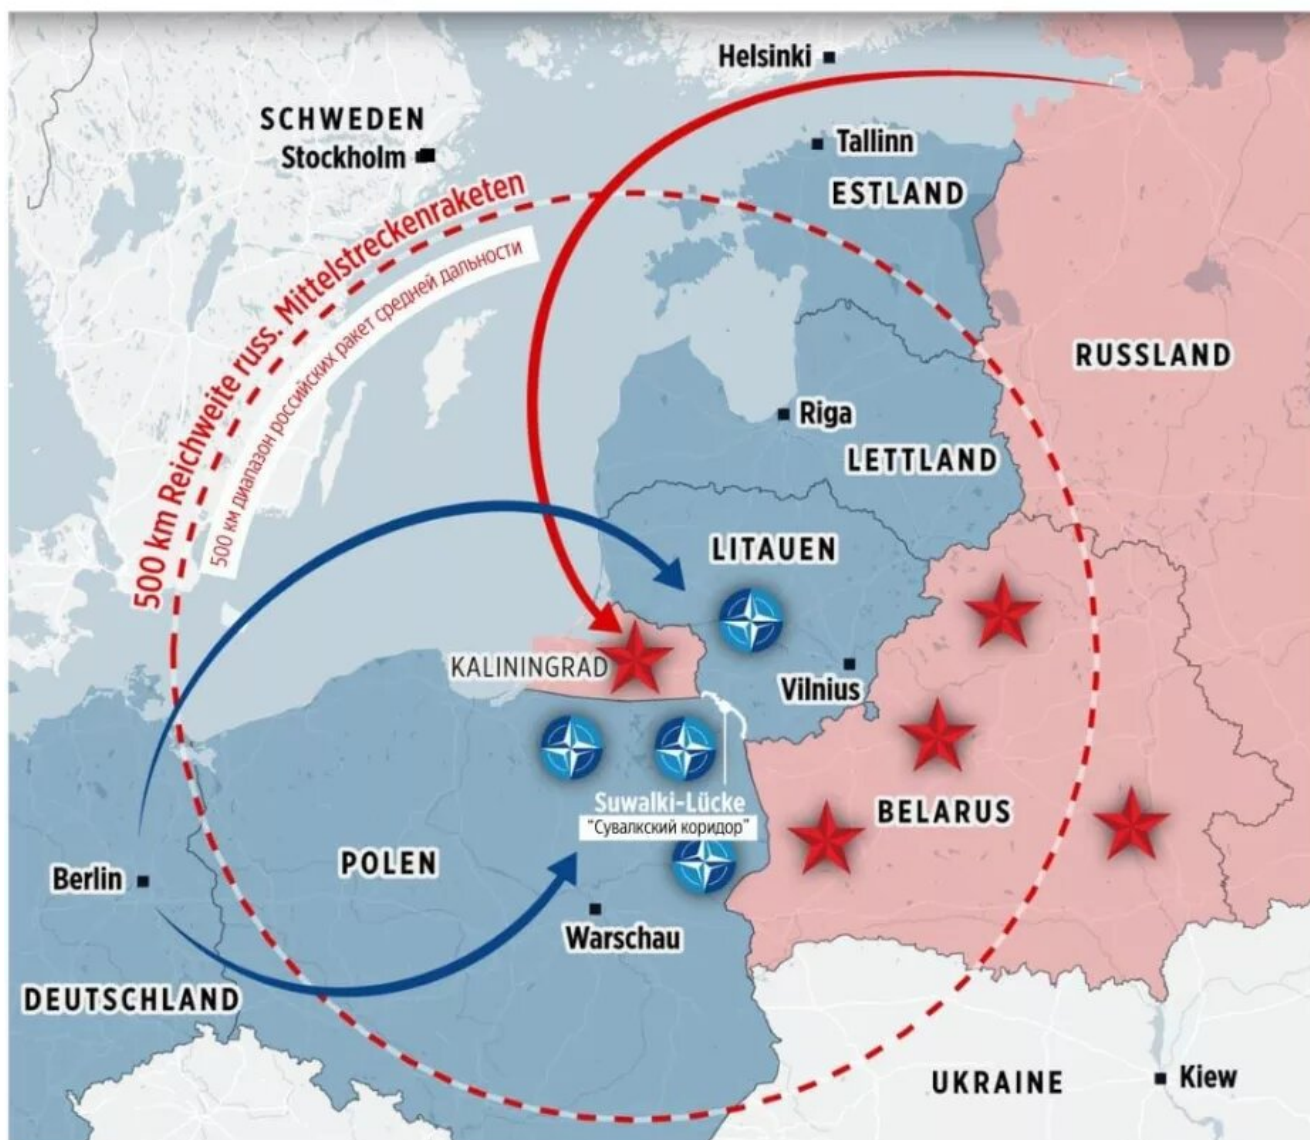 Helsinki
SCHWEDEN
Stockholm
Tallinn
ESTLAND
500 km Reichweite russ. Mittelstreckenraketen
500 км диапазон российских ракет средней дальности
RUSSLAND
Riga
LETTLAND
LITAUEN
KALININGRAD
Vilnius
Suwalki-Lücke
"Сувалкский коридор"
BELARUS
POLEN
Berlin
Warschau
DEUTSCHLAND
UKRAINE
Kiew